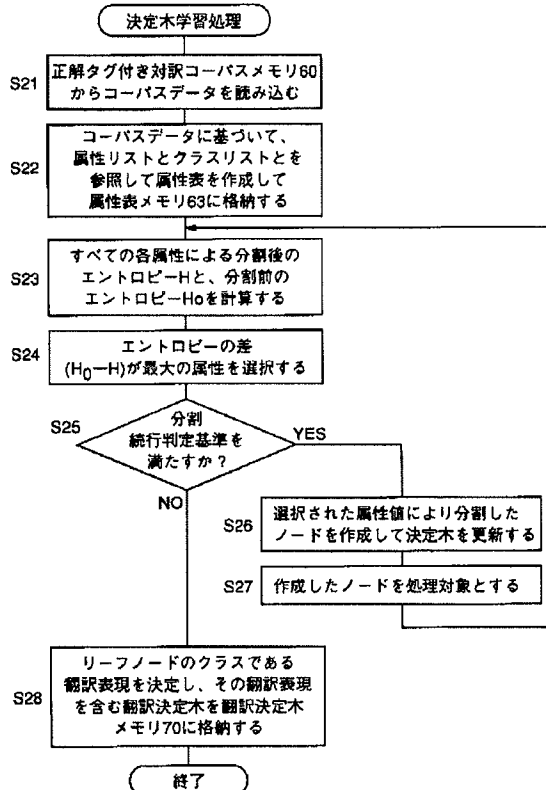 決定木学習処理
S21
正解タグ付き対訳コーパスメモリ60
からコーパスデータを読み込む
S22
コーパスデータに基づいて、
属性リストとクラスリストとを
参照して属性表を作成して
属性表メモリ63に格納する
S23
すべての各属性による分割後の
エントロピーHと、分割前の
エントロピーHoを計算する
S24
エントロピーの差
(H0ーH)が最大の属性を選択する
S25
分割
続行判定基準を
満たすか？
YES
NO
S26
選択された属性値により分割した
ノードを作成して決定木を更新する
S27
作成したノードを処理対象とする
S28
リーフノードのクラスである
翻訳表現を決定し、その翻訳表現
を含む翻訳決定木を翻訳決定木
メモリ70に格納する
終了